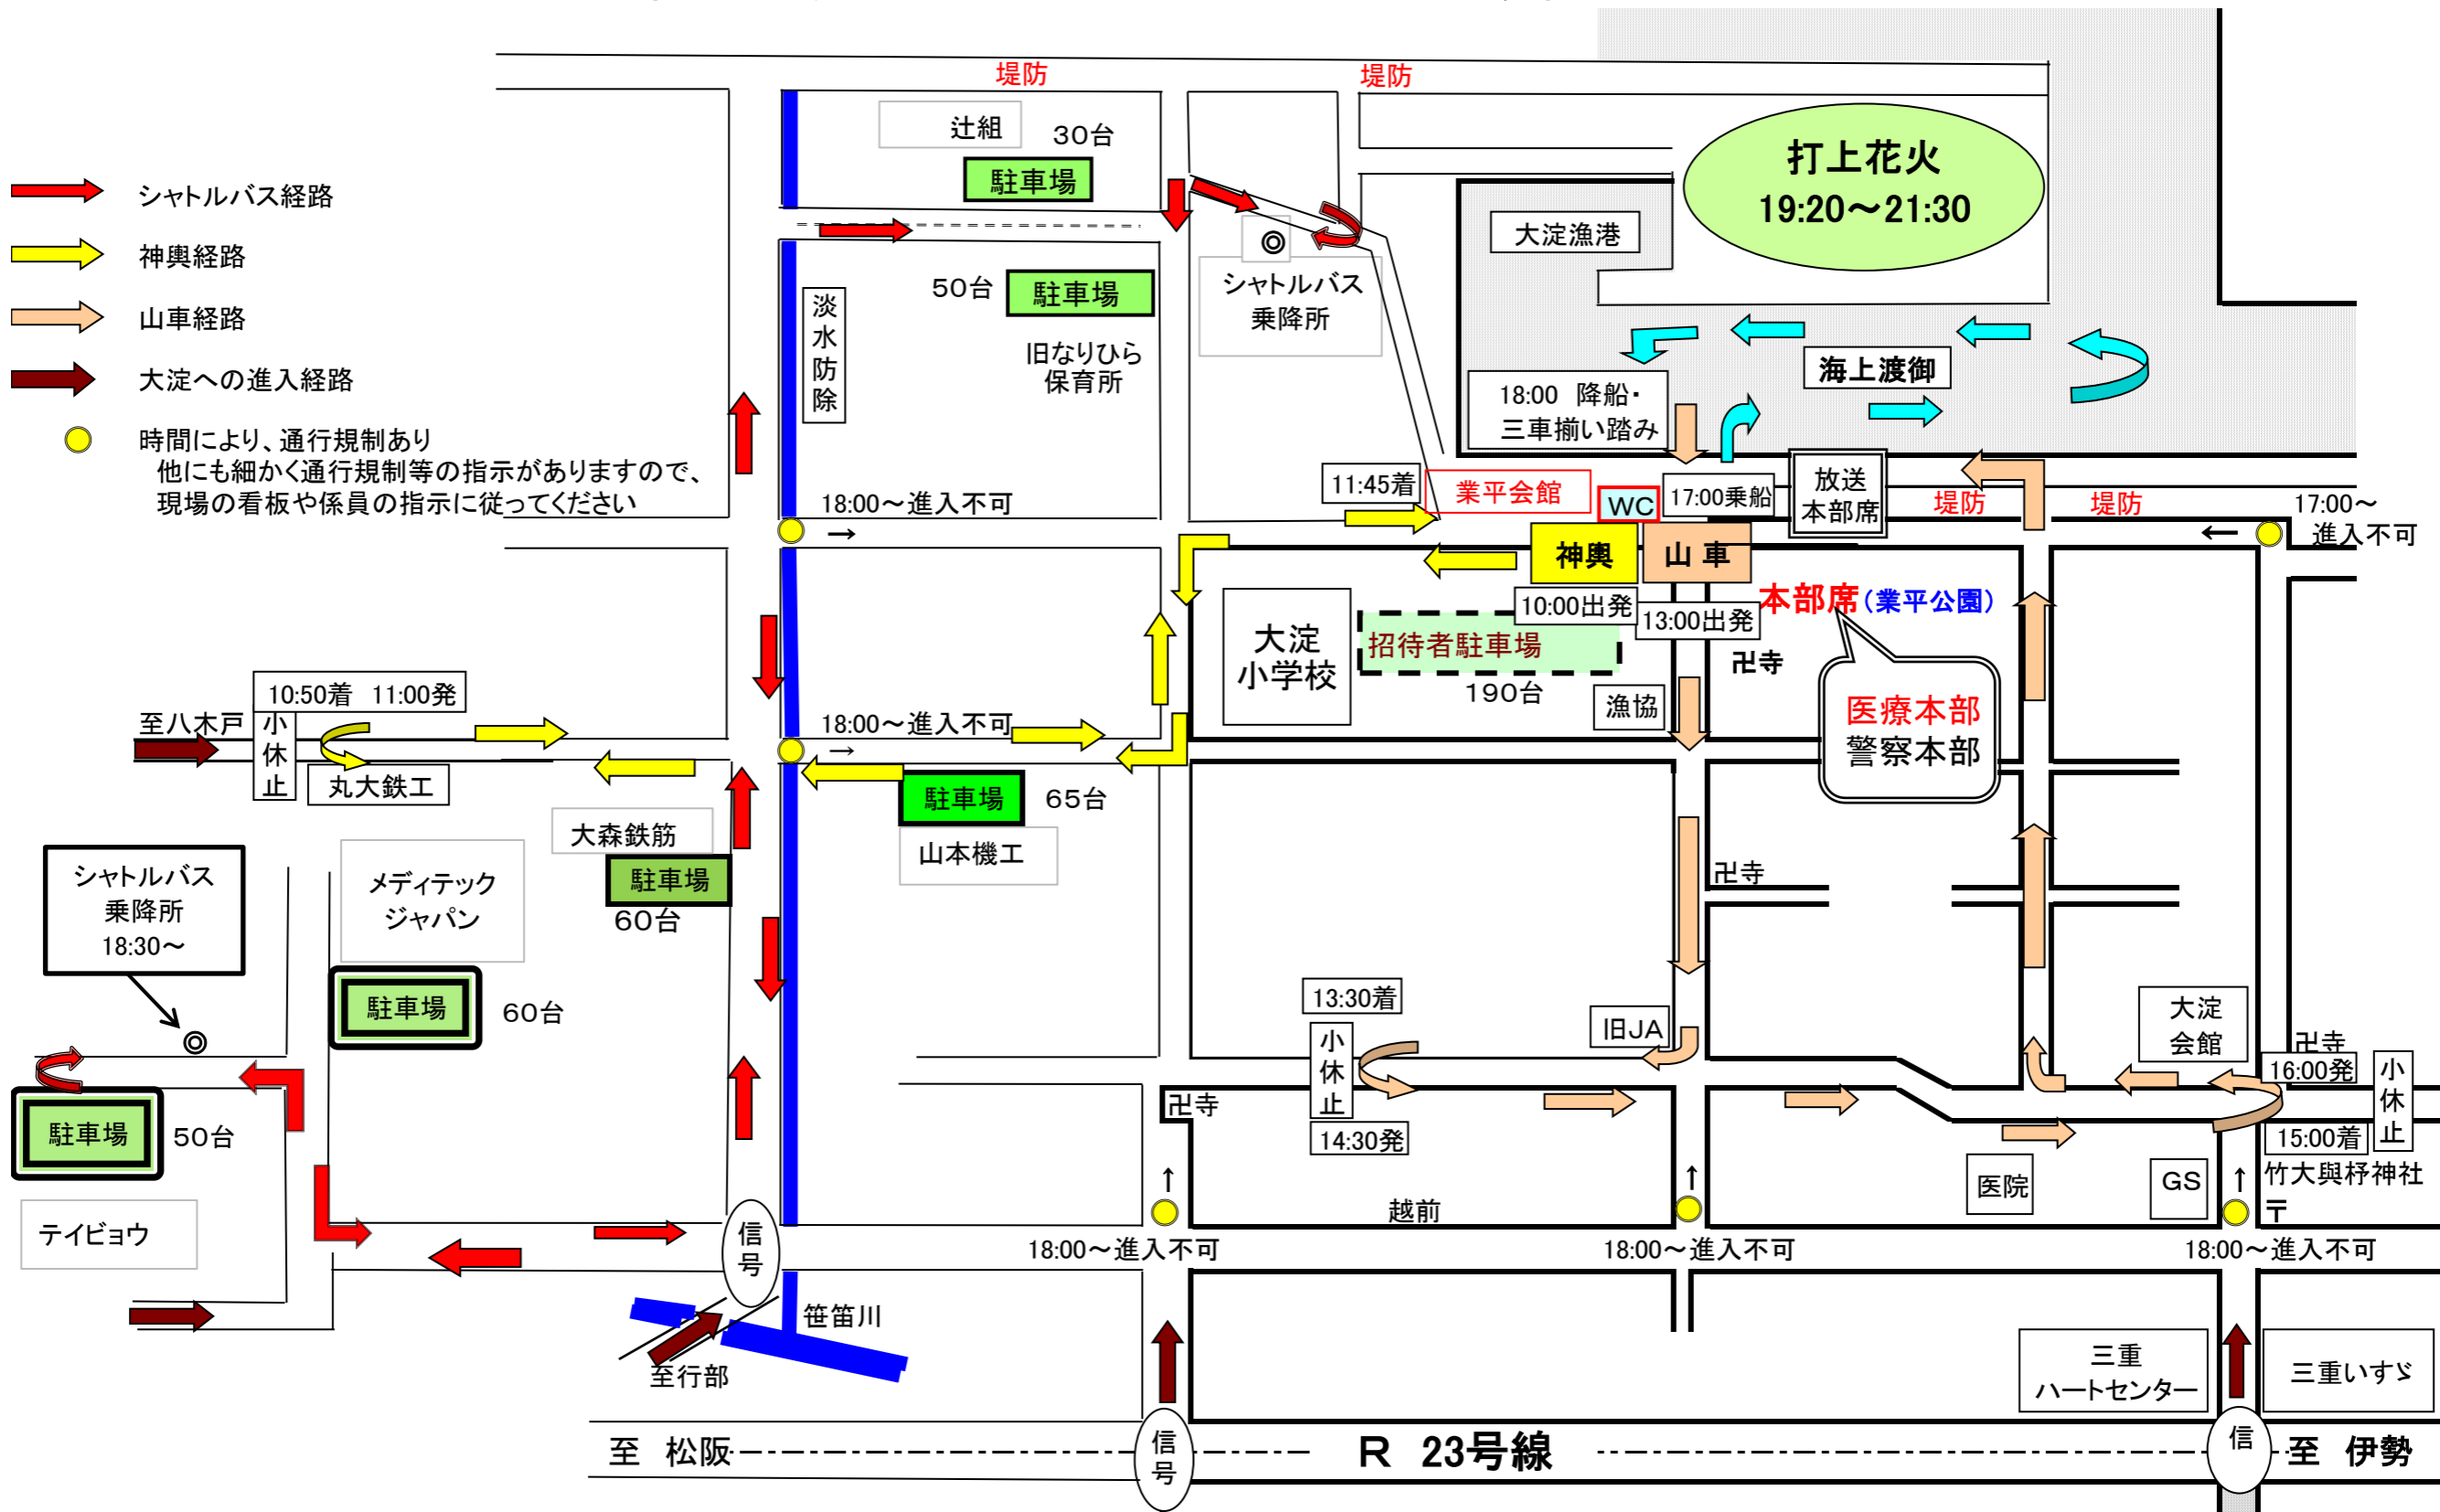 堤防
堤防
辻組
30台
駐車場
打上花火
19:20～21:30
シャトルバス経路
神輿経路
山車経路
大淀への進入経路
時間により、通行規制あり
他にも細かく通行規制等の指示がありますので、
現場の看板や係員の指示に従ってください
大淀漁港
50台
駐車場
旧なりひら
保育所
淡水防除
シャトルバス
乗降所
海上渡御
18:00 降船・
三車揃い踏み
11:45着
業平会館
WC
17:00乗船
放送
本部席
堤防
堤防
17:00～
進入不可
18:00～進入不可
→
←
神輿
山車
10:00出発
13:00出発
本部席(業平公園)
大淀
小学校
招待者駐車場
190台
卍寺
漁協
医療本部
警察本部
10:50着 11:00発
至八木戸
小休止
丸大鉄工
18:00～進入不可
→
駐車場
65台
山本機工
大森鉄筋
駐車場
60台
メディテック
ジャパン
駐車場
60台
シャトルバス
乗降所
18:30～
駐車場
50台
テイビョウ
卍寺
13:30着
小休止
14:30発
旧JA
大淀
会館
卍寺
16:00発
小休止
15:00着
竹大與杼神社
〒
卍寺
医院
GS
↑
↑
↑
越前
信号
18:00～進入不可
18:00～進入不可
18:00～進入不可
笹笛川
至行部
三重
ハートセンター
三重いすゞ
至 松阪
信号
R 23号線
信
至 伊勢